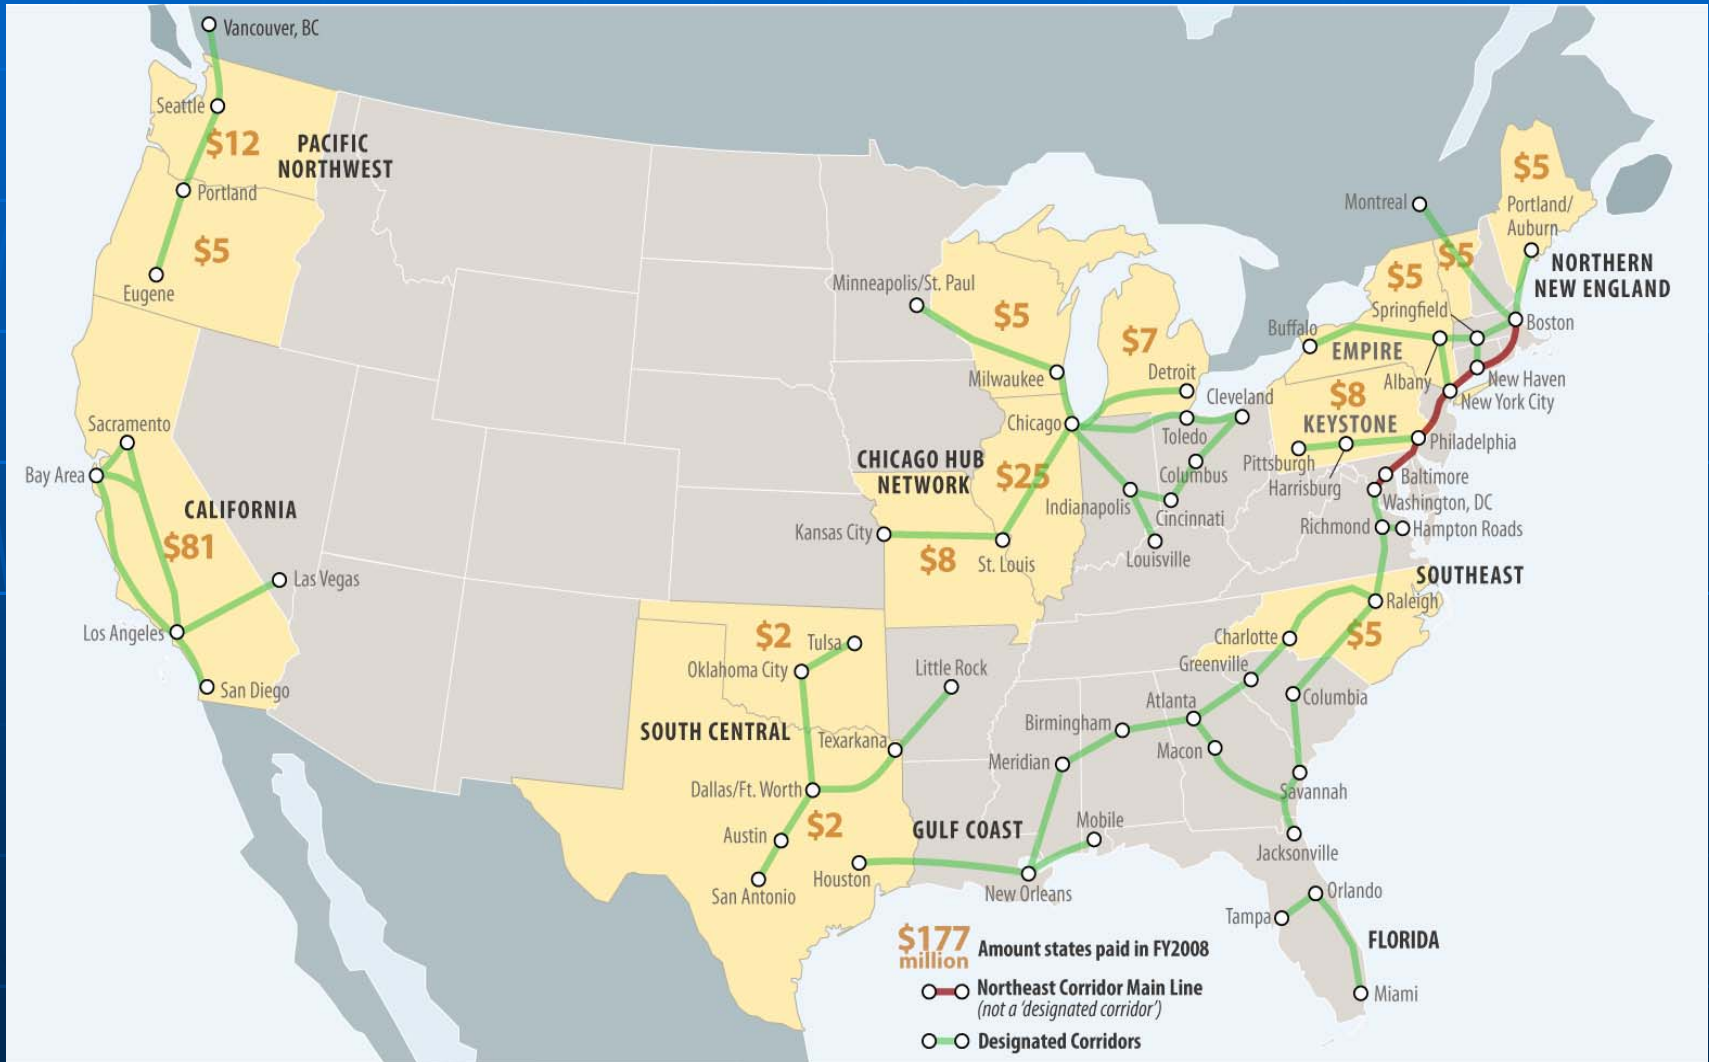 Vancouver, BC
Seattle
$12
PACIFIC
NORTHWEST
Portland
$5
Eugene
Sacramento
Bay Area
CALIFORNIA
$81
Las Vegas
Los Angeles
San Diego
Minneapolis/St. Paul
$5
$7
Milwaukee
Detroit
Cleveland
Chicago
Toledo
CHICAGO HUB
NETWORK
$25
Columbus
Indianapolis
Cincinnati
Kansas City
$8
St. Louis
Louisville
$2
Tulsa
Oklahoma City
Little Rock
SOUTH CENTRAL
Texarkana
Dallas/Ft. Worth
Austin
$2
San Antonio
Houston
GULF COAST
New Orleans
Mobile
Meridian
Birmingham
Atlanta
Macon
Greenville
Charlotte
$5
Raleigh
SOUTHEAST
Columbia
Savannah
Jacksonville
Orlando
Tampa
FLORIDA
Miami
Montreal
$5
Portland/
Auburn
$5
$5
NORTHERN
NEW ENGLAND
Springfield
Boston
Buffalo
EMPIRE
Albany
New Haven
New York City
$8
KEYSTONE
Philadelphia
Pittsburgh
Harrisburg
Baltimore
Washington, DC
Richmond
Hampton Roads
$177
million
Amount states paid in FY2008
Northeast Corridor Main Line
(not a 'designated corridor')
Designated Corridors